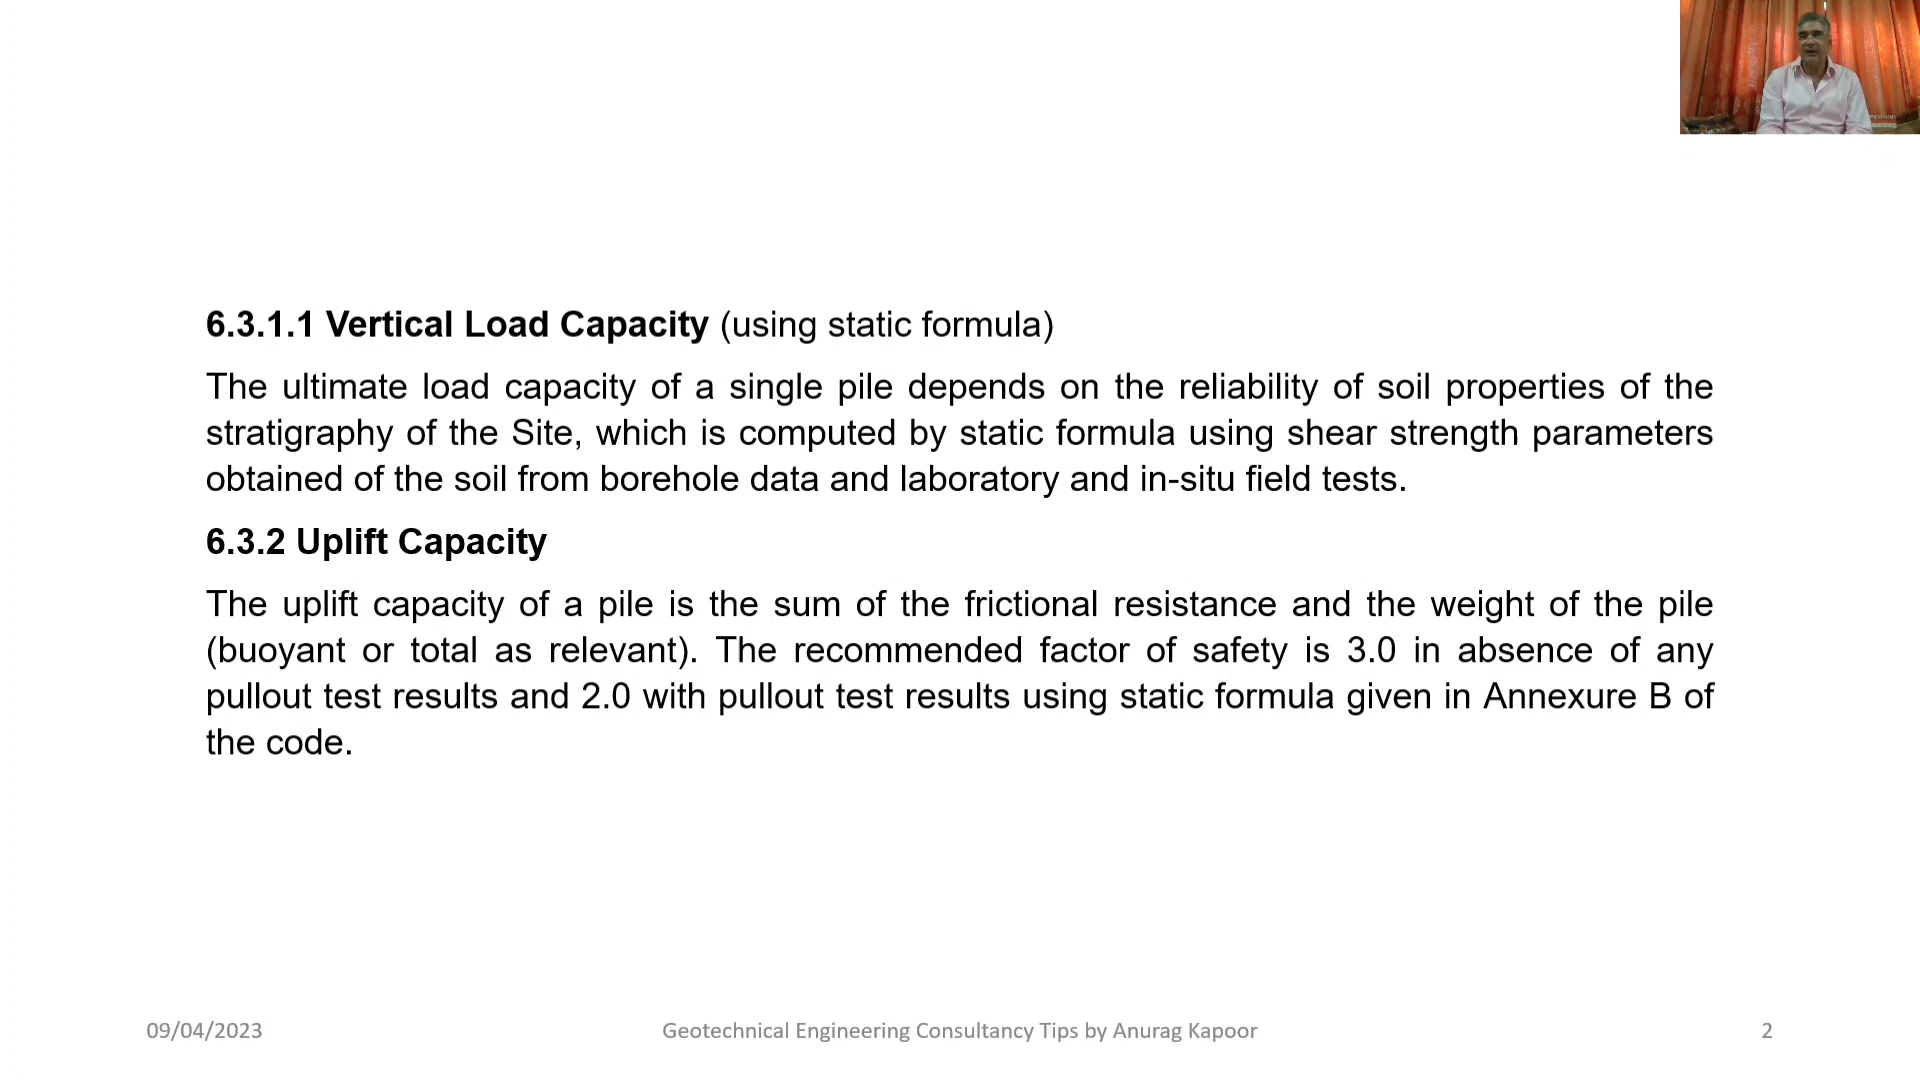 6.3.1.1 Vertical Load Capacity (using static formula)
The ultimate load capacity of a single pile depends on the reliability of soil properties of the
stratigraphy of the Site, which is computed by static formula using shear strength parameters
obtained of the soil from borehole data and laboratory and in-situ field tests.
6.3.2 Uplift Capacity
The uplift capacity of a pile is the sum of the frictional resistance and the weight of the pile
(buoyant or total as relevant). The recommended factor of safety is 3.0 in absence of any
pullout test results and 2.0 with pullout test results using static formula given in Annexure B of
the code.
09/04/2023
Geotechnical Engineering Consultancy Tips by Anurag Kapoor
2